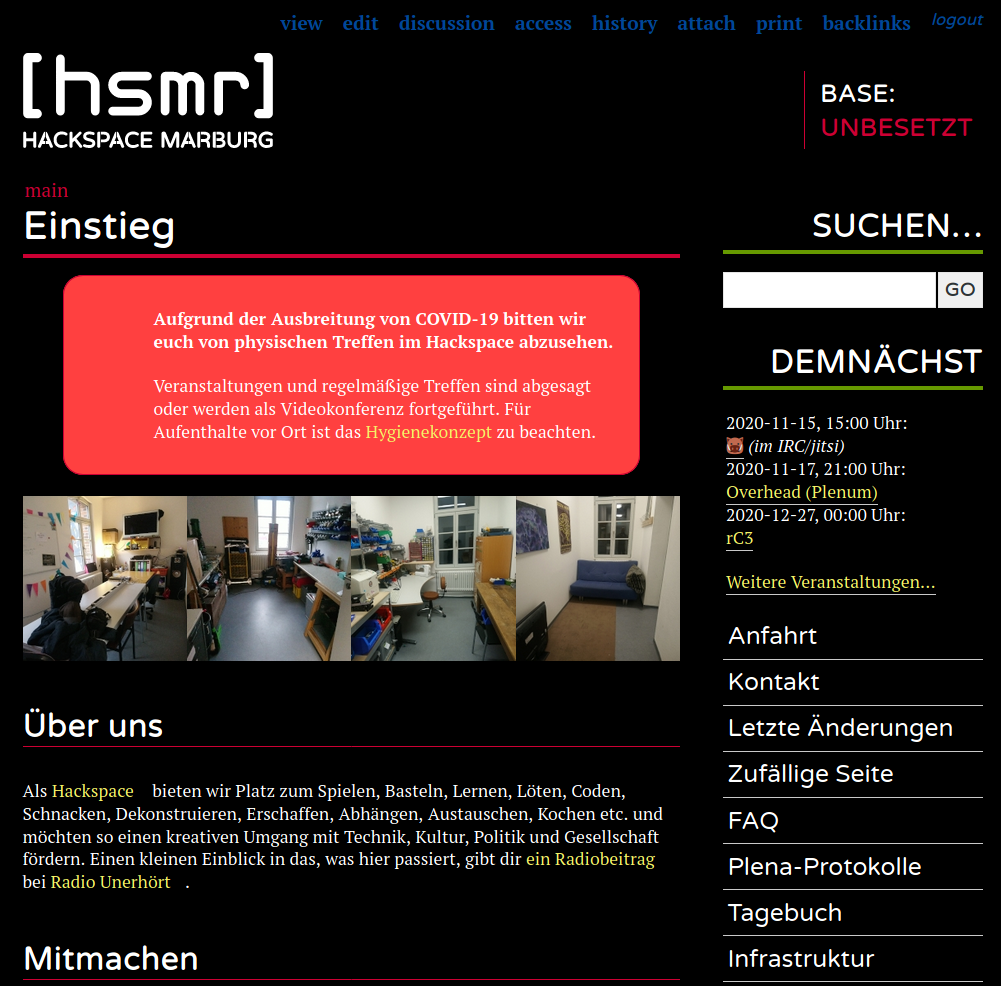 view edit discussion access history attach print backlinks logout
[hsmr]
HACKSPACE MARBURG
BASE:
UNBESETZT
main
Einstieg
Aufgrund der Ausbreitung von COVID-19 bitten wir
euch von physischen Treffen im Hackspace abzusehen.
Veranstaltungen und regelmäßige Treffen sind abgesagt
oder werden als Videokonferenz fortgeführt. Für
Aufenthalte vor Ort ist das Hygienekonzept zu beachten.
Über uns
Als Hackspace bieten wir Platz zum Spielen, Basteln, Lernen, Löten, Coden,
Schnacken, Dekonstruieren, Erschaffen, Abhängen, Austauschen, Kochen etc. und
möchten so einen kreativen Umgang mit Technik, Kultur, Politik und Gesellschaft
fördern. Einen kleinen Einblick in das, was hier passiert, gibt dir ein Radiobeitrag
bei Radio Unerhört .
Mitmachen
SUCHEN...
GO
DEMNÄCHST
2020-11-15, 15:00 Uhr:
(im IRC/jitsi)
2020-11-17, 21:00 Uhr:
Overhead (Plenum)
2020-12-27, 00:00 Uhr:
rC3
Weitere Veranstaltungen...
Anfahrt
Kontakt
Letzte Änderungen
Zufällige Seite
FAQ
Plena-Protokolle
Tagebuch
Infrastruktur